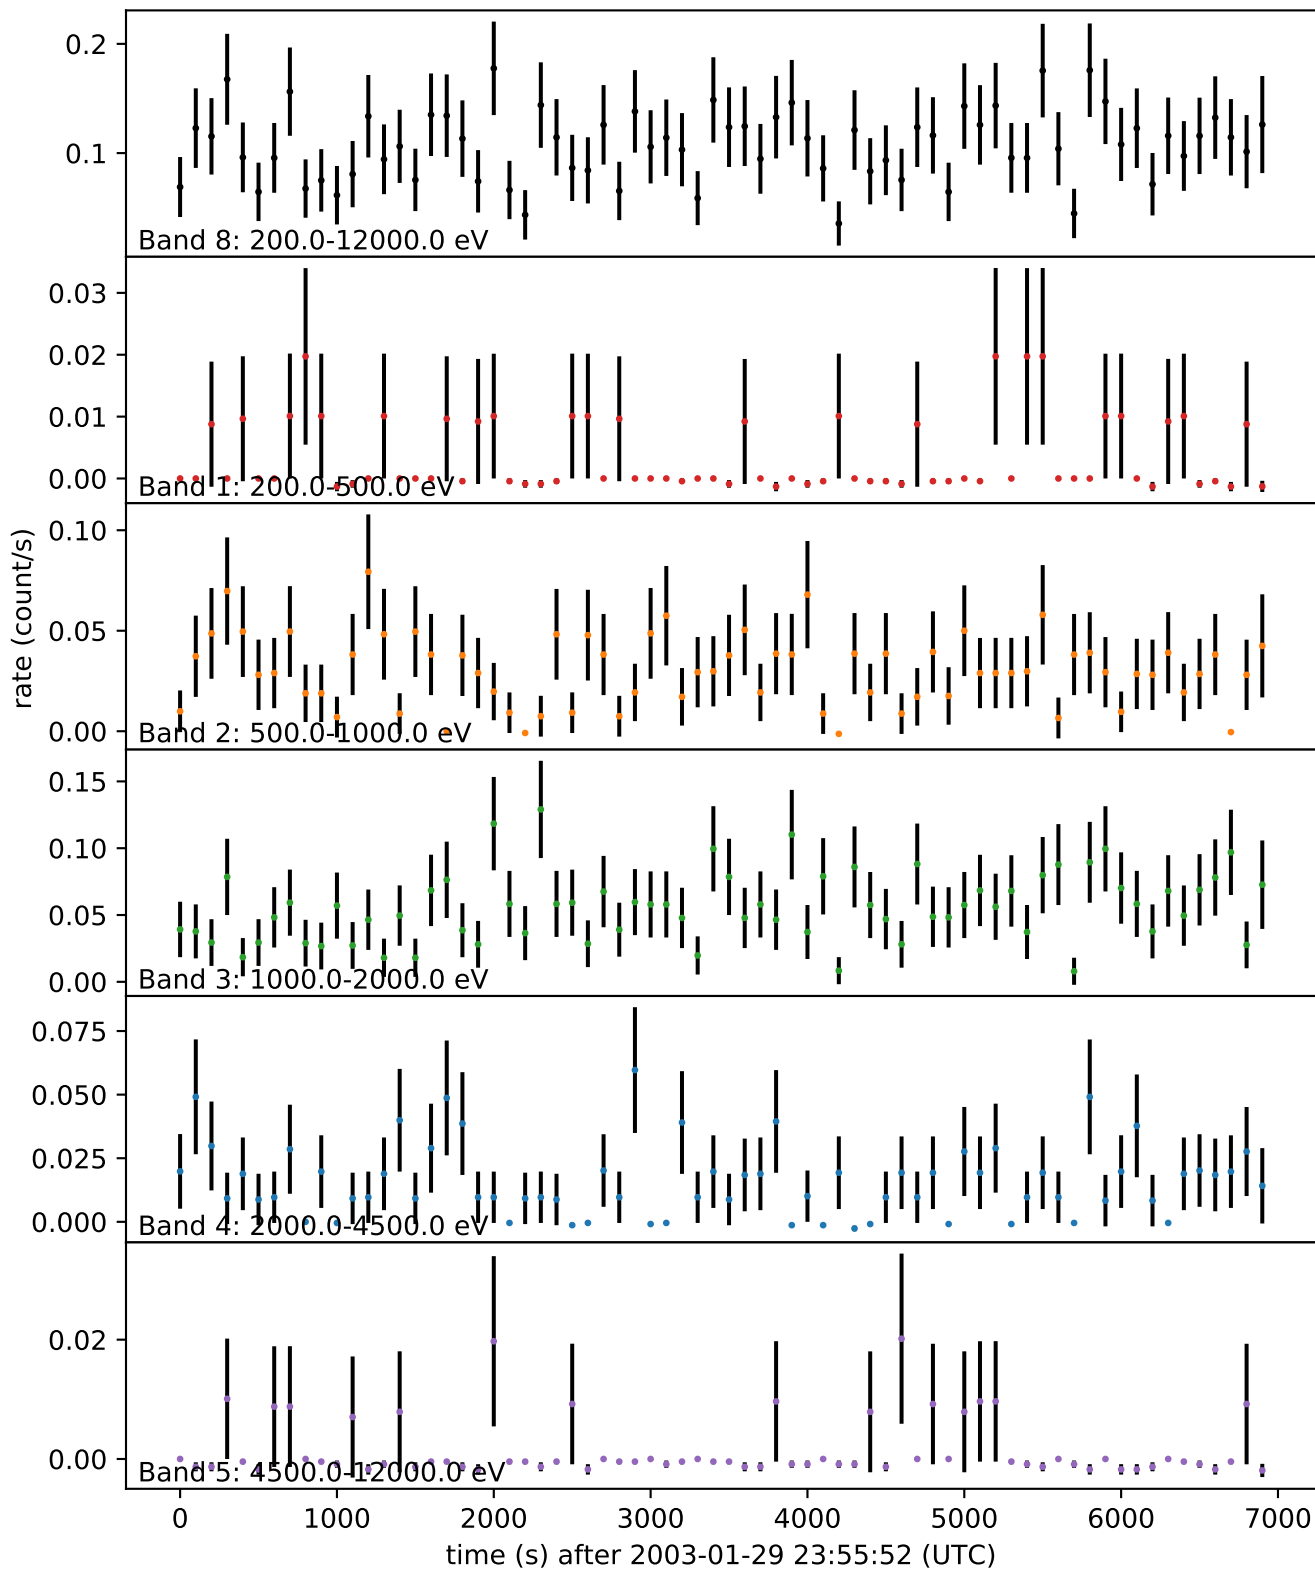 0.2
0.1
Band 8: 200.0-12000.0 eV
0.03
0.02
0.01
0.00
Band 1: 200.0-500.0 eV
rate (count/s)
0.10
0.05
0.00
Band 2: 500.0-1000.0 eV
0.15
0.10
0.05
0.00
Band 3: 1000.0-2000.0 eV
0.075
0.050
0.025
0.000
Band 4: 2000.0-4500.0 eV
0.02
0.00
Band 5: 4500.0-12000.0 eV
0 1000 2000 3000 4000 5000 6000 7000
time (s) after 2003-01-29 23:55:52 (UTC)